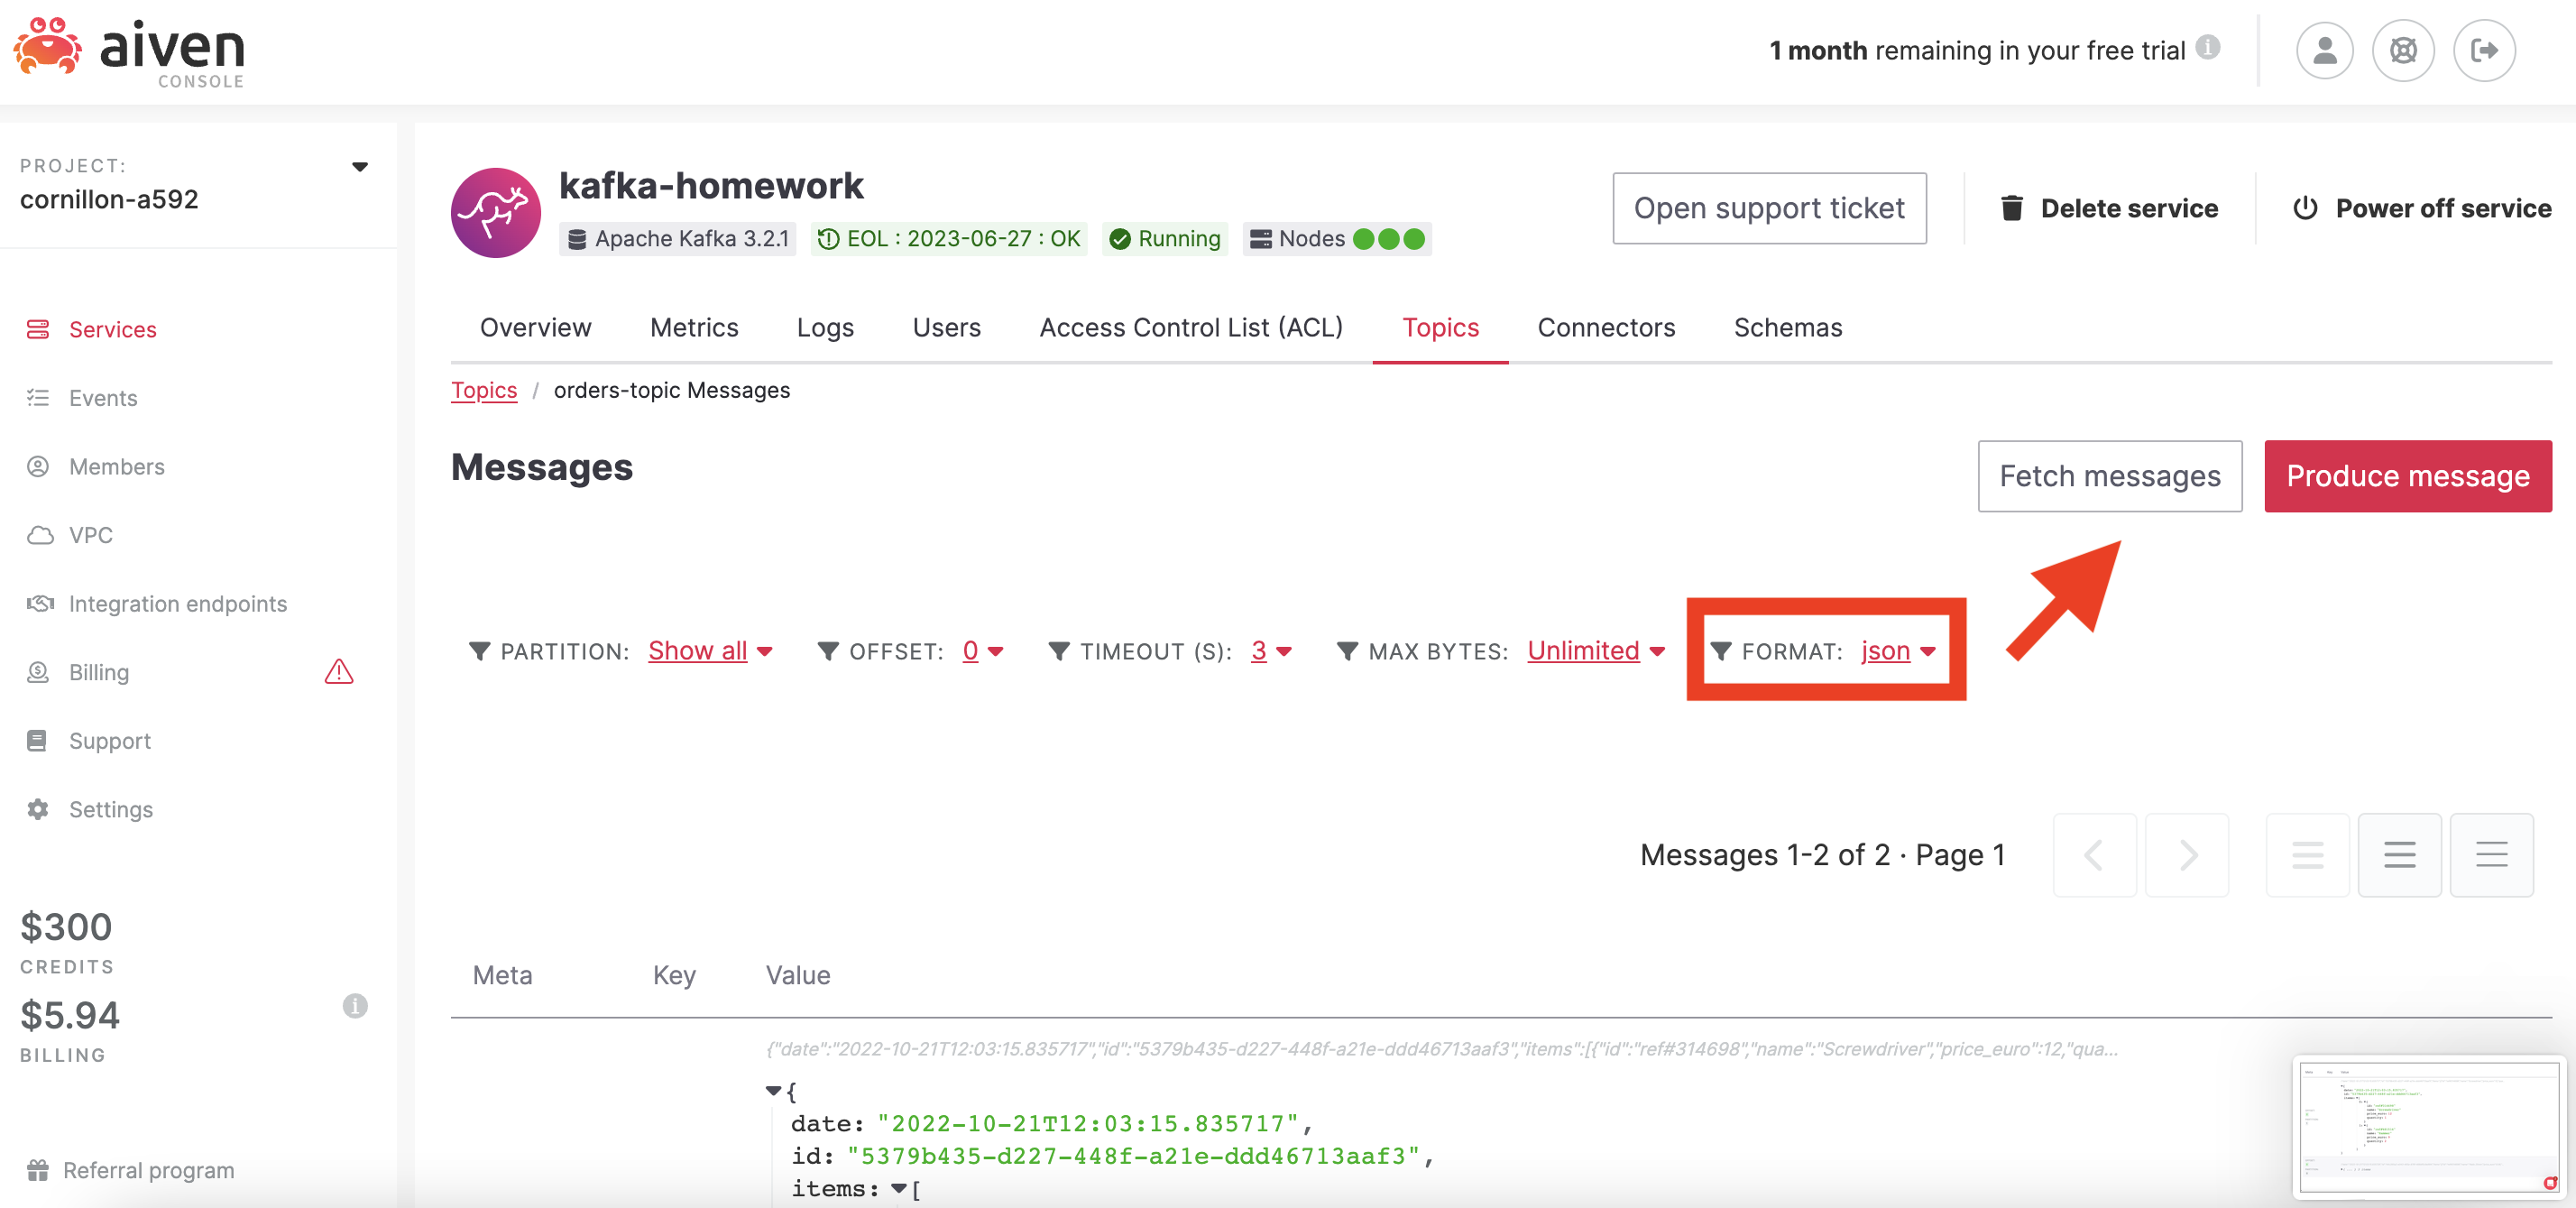 aiven
CONSOLE
1 month remaining in your free trial
PROJECT:
cornillon-a592
kafka-homework
Apache Kafka 3.2.1
EOL : 2023-06-27 : OK
Running
Nodes
Open support ticket
Delete service
Power off service
Services
Events
Members
VPC
Integration endpoints
Billing
Support
Settings
$300
CREDITS
$5.94
BILLING
Referral program
Overview Metrics Logs Users Access Control List (ACL) Topics Connectors Schemas
Topics / orders-topic Messages
Messages
Fetch messages
Produce message
PARTITION: Show all OFFSET: 0 TIMEOUT (S): 3 MAX BYTES: Unlimited FORMAT: json
Messages 1-2 of 2 · Page 1
Meta Key Value
{"date":"2022-10-21T12:03:15.835717","id":"5379b435-d227-448f-a21e-ddd46713aaf3","items":[{"id":"ref#314698","name":"Screwdriver","price_euro":12,"qua...
{
date: "2022-10-21T12:03:15.835717",
id: "5379b435-d227-448f-a21e-ddd46713aaf3",
items: [